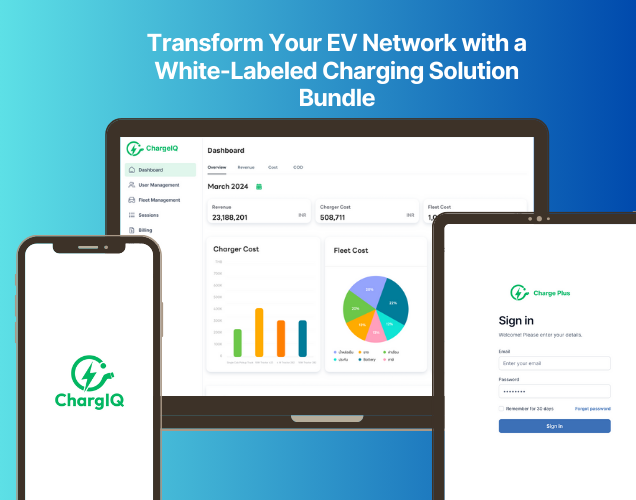 Transform Your EV Network with a
White-Labeled Charging Solution
Bundle
ChargeIQ
Dashboard
User Management
Fleet Management
Sessions
Billing
Dashboard
Overview Revenue Cost COO
March 2024
Revenue
23,188,201
Charger Cost
508,711
Fleet Cost
Charger Cost
Fleet Cost
ChargIQ
Charge Plus
Sign in
Welcome! Please enter your details.
Email
Enter your email
Password
Remember for 30 days Forgot password
Sign in